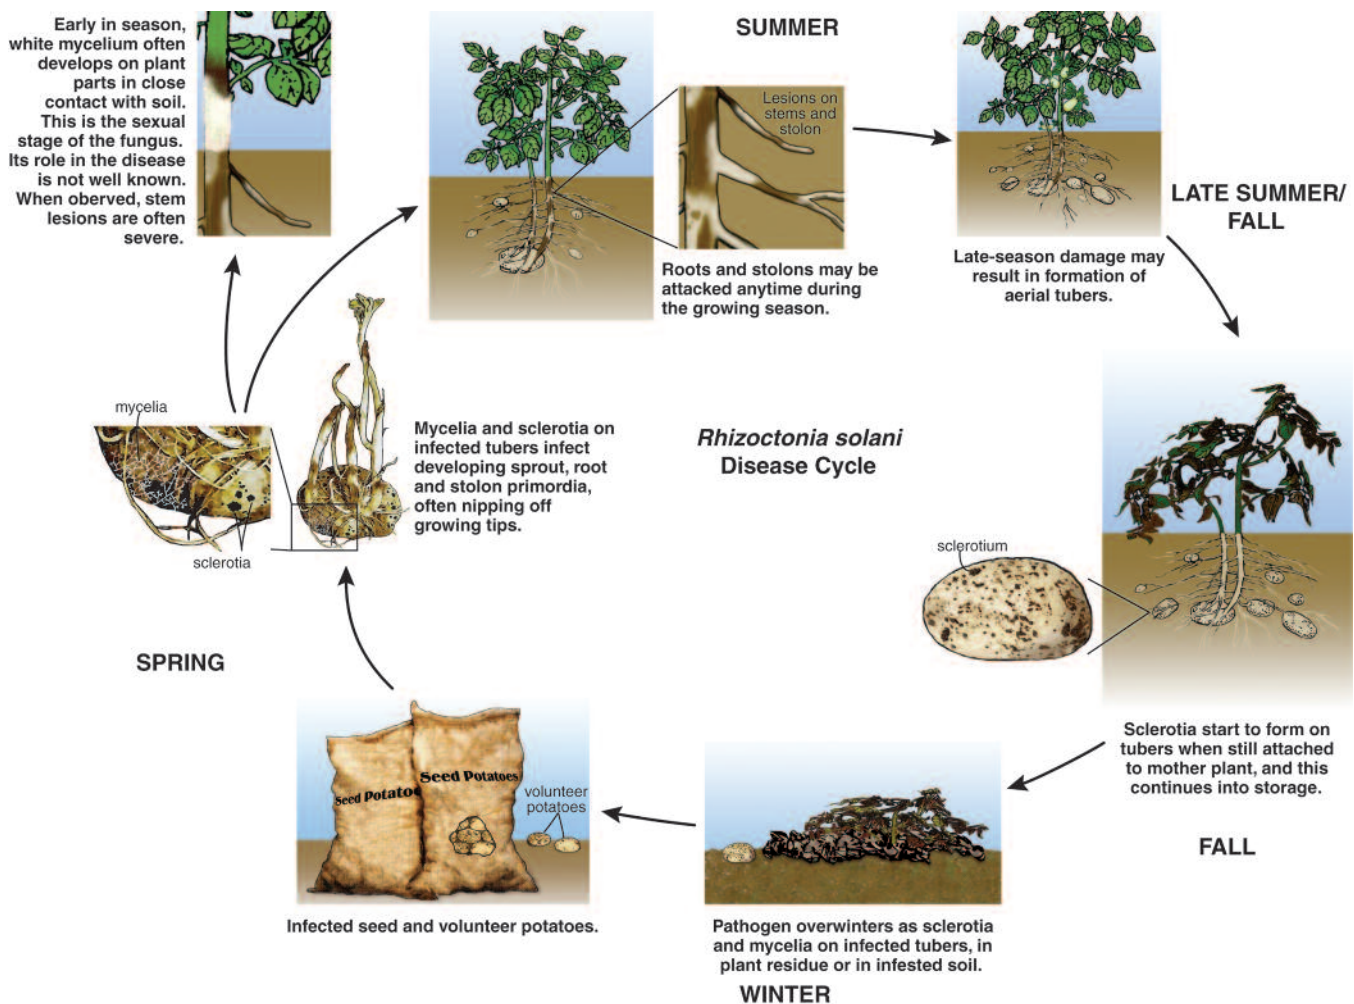 Early in season,
white mycelium often
develops on plant
parts in close
contact with soil.
This is the sexual
stage of the fungus.
Its role in the disease
is not well known.
When oberved, stem
lesions are often
severe.
SUMMER
Lesions on
stems and
stolon
Roots and stolons may be
attacked anytime during
the growing season.
LATE SUMMER/
FALL
Late-season damage may
result in formation of
aerial tubers.
mycelia
sclerotia
Mycelia and sclerotia on
infected tubers infect
developing sprout, root
and stolon primordia,
often nipping off
growing tips.
Rhizoctonia solani
Disease Cycle
sclerotium
Sclerotia start to form on
tubers when still attached
to mother plant, and this
continues into storage.
FALL
SPRING
Seed Potatoe
Seed Potatoes
volunteer
potatoes
Infected seed and volunteer potatoes.
Pathogen overwinters as sclerotia
and mycelia on infected tubers, in
plant residue or in infested soil.
WINTER